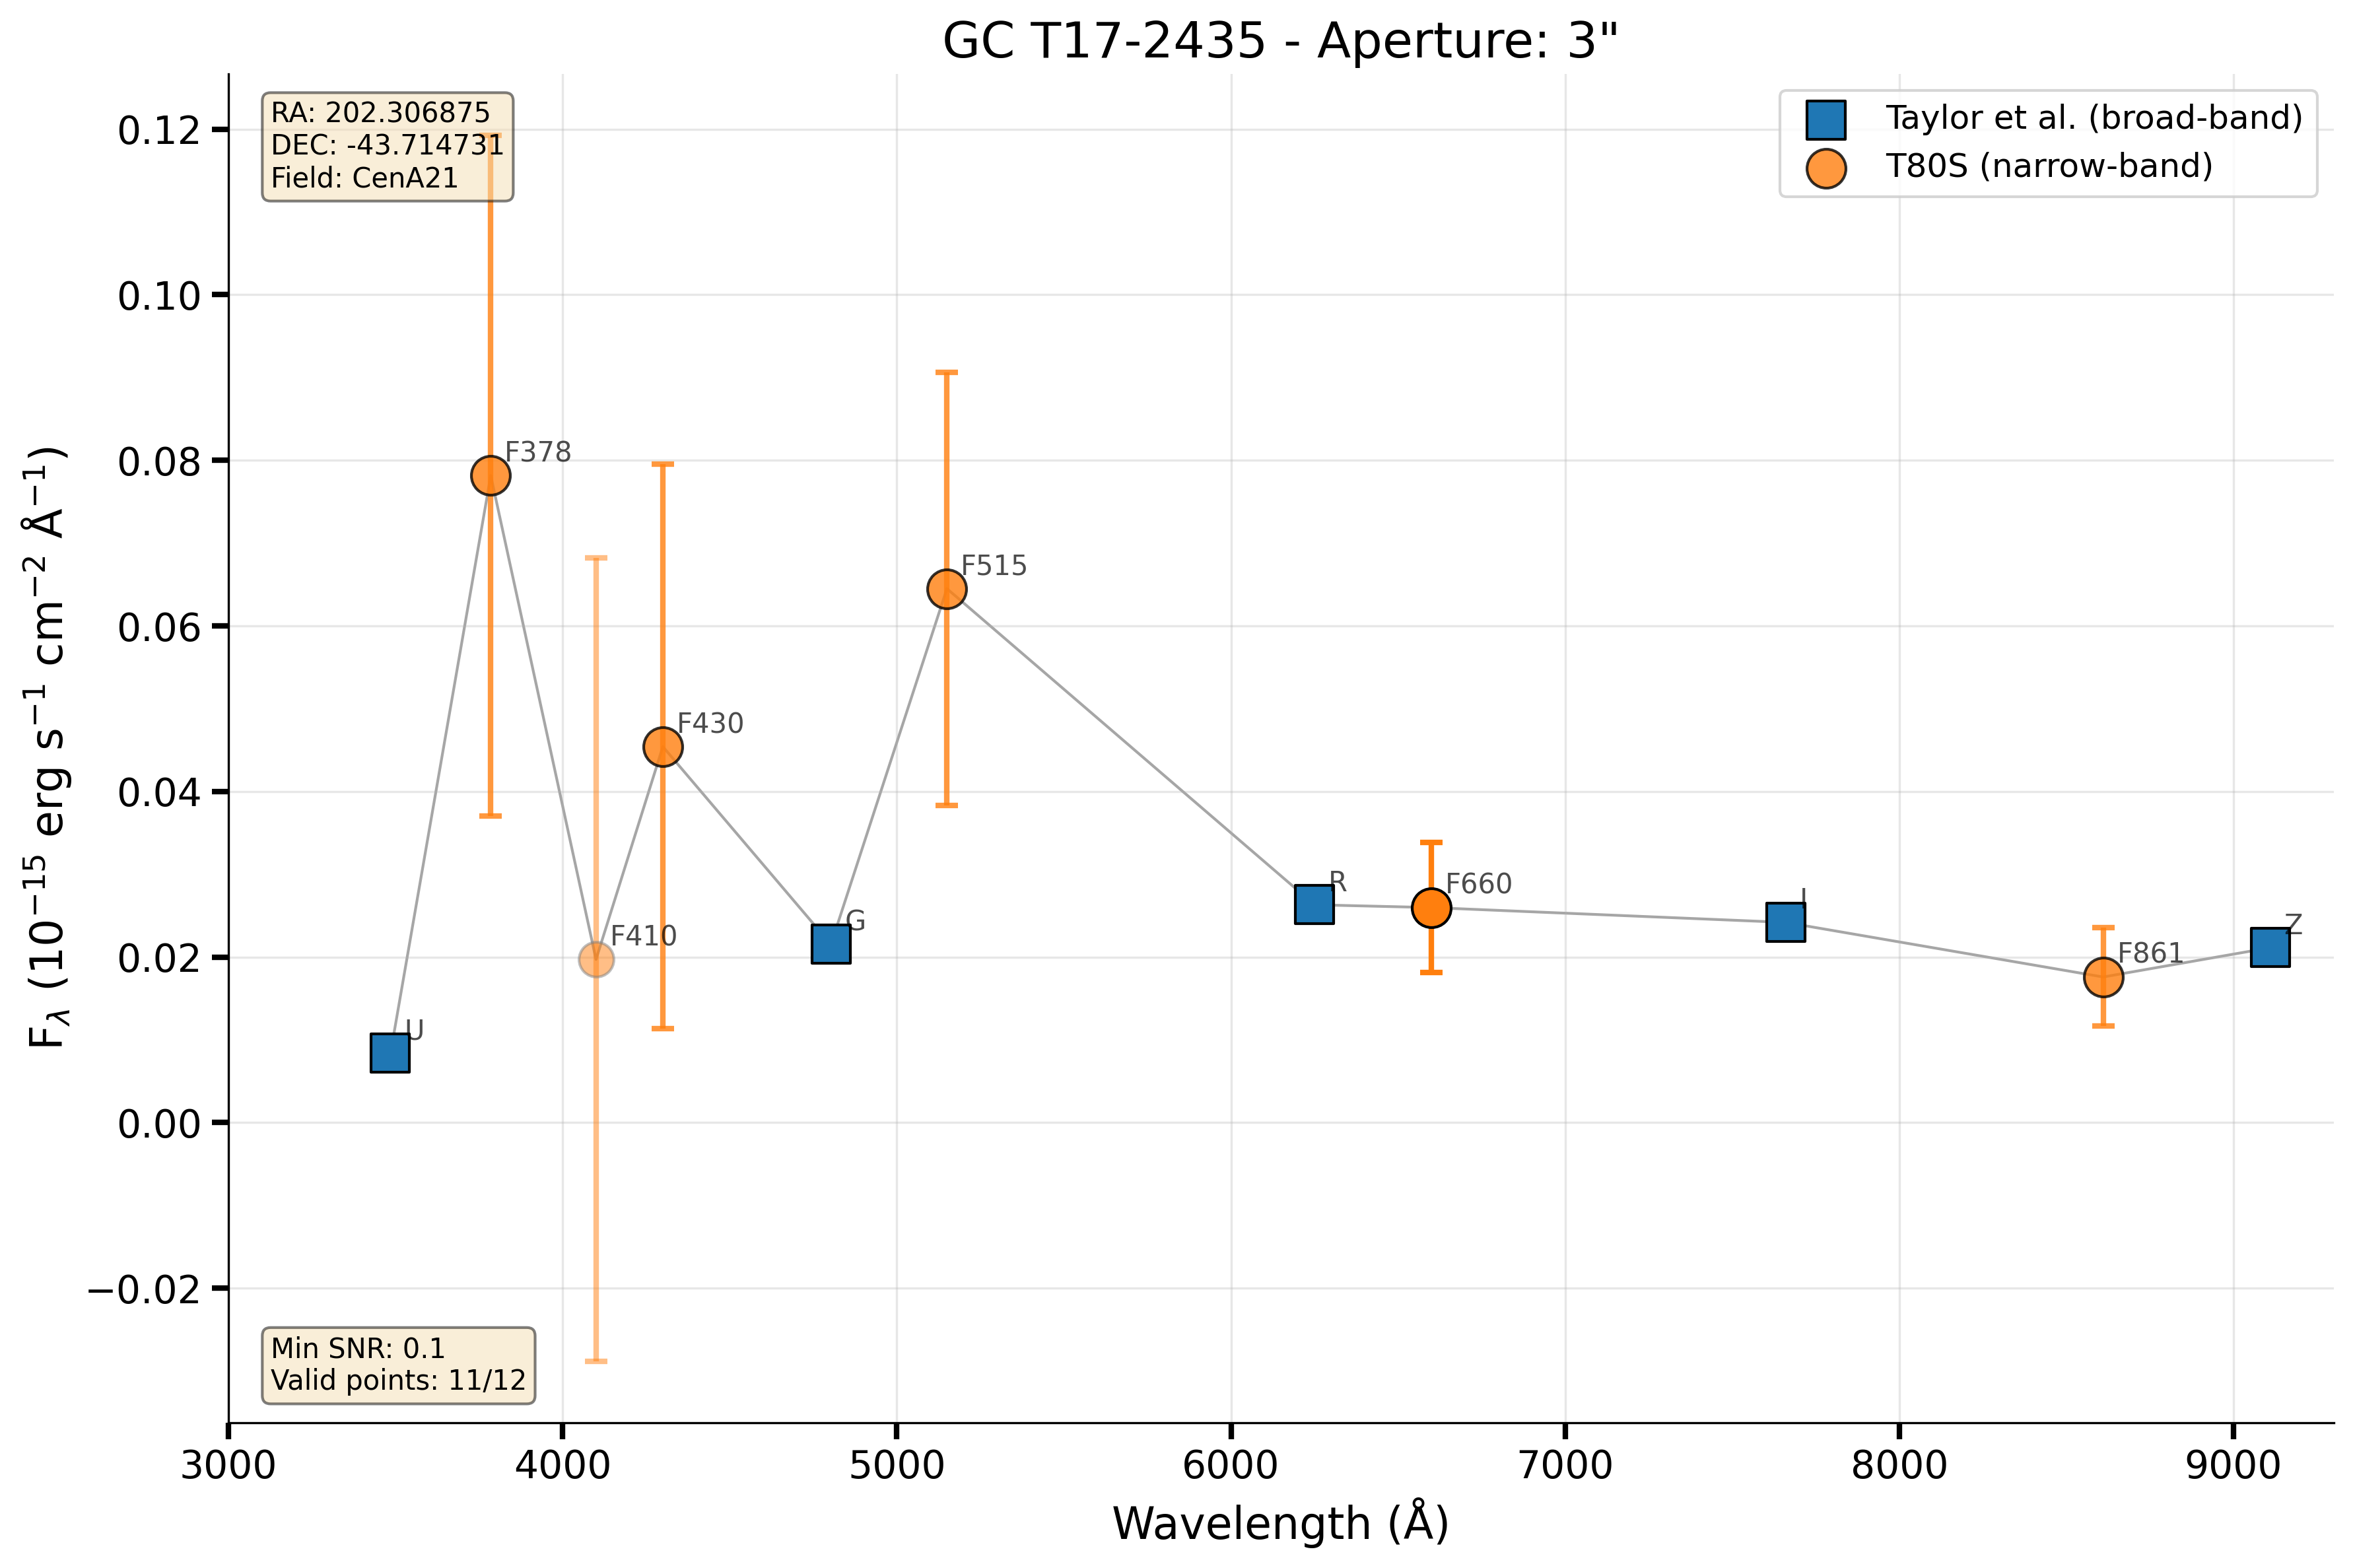 GC T17-2435 - Aperture: 3"
RA: 202.306875
DEC: -43.714731
Field: CenA21
Taylor et al. (broad-band)
T80S (narrow-band)
0.12
0.10
0.08
0.06
0.04
0.02
0.00
−0.02
F_λ (10⁻¹⁵ erg s⁻¹ cm⁻² Å⁻¹)
U
F378
F410
F430
G
F515
R
F660
I
F861
Z
Min SNR: 0.1
Valid points: 11/12
3000 4000 5000 6000 7000 8000 9000
Wavelength (Å)